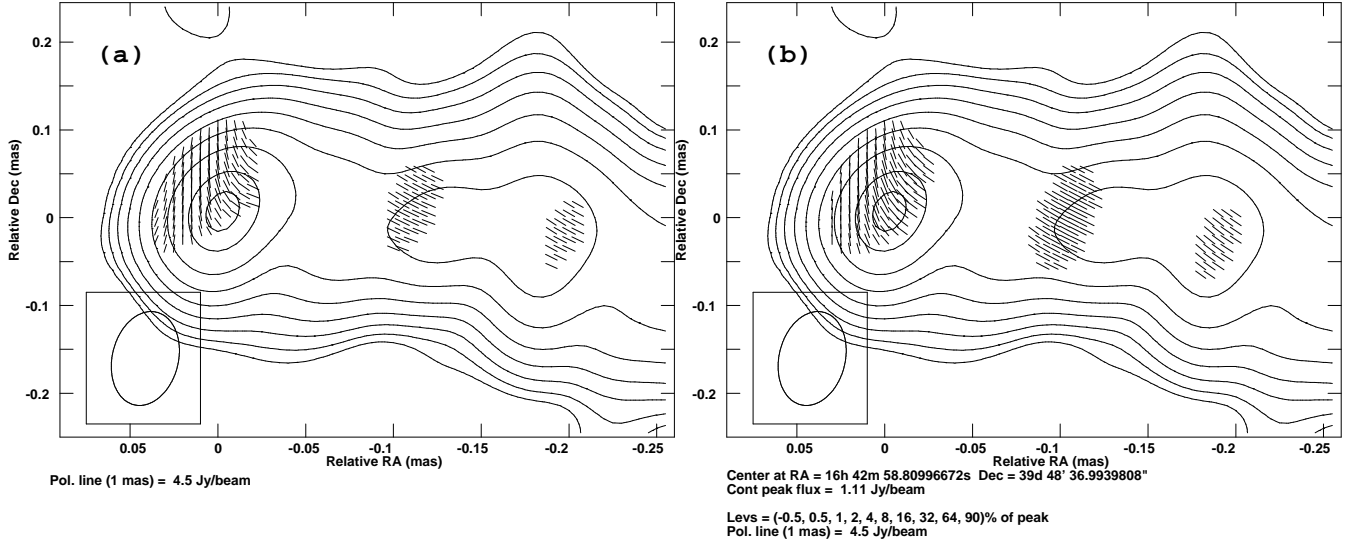 (a)
(b)
0.2
0.1
0
-0.1
-0.2
Relative Dec (mas)
0.05
0
-0.05
-0.1
-0.15
-0.2
-0.25
Relative RA (mas)
Pol. line (1 mas) = 4.5 Jy/beam
0.2
0.1
0
-0.1
-0.2
Relative Dec (mas)
0.05
0
-0.05
-0.1
-0.15
-0.2
-0.25
Relative RA (mas)
Center at RA = 16h 42m 58.80996672s Dec = 39d 48' 36.9939808"
Cont peak flux = 1.11 Jy/beam
Levs = (-0.5, 0.5, 1, 2, 4, 8, 16, 32, 64, 90)% of peak
Pol. line (1 mas) = 4.5 Jy/beam